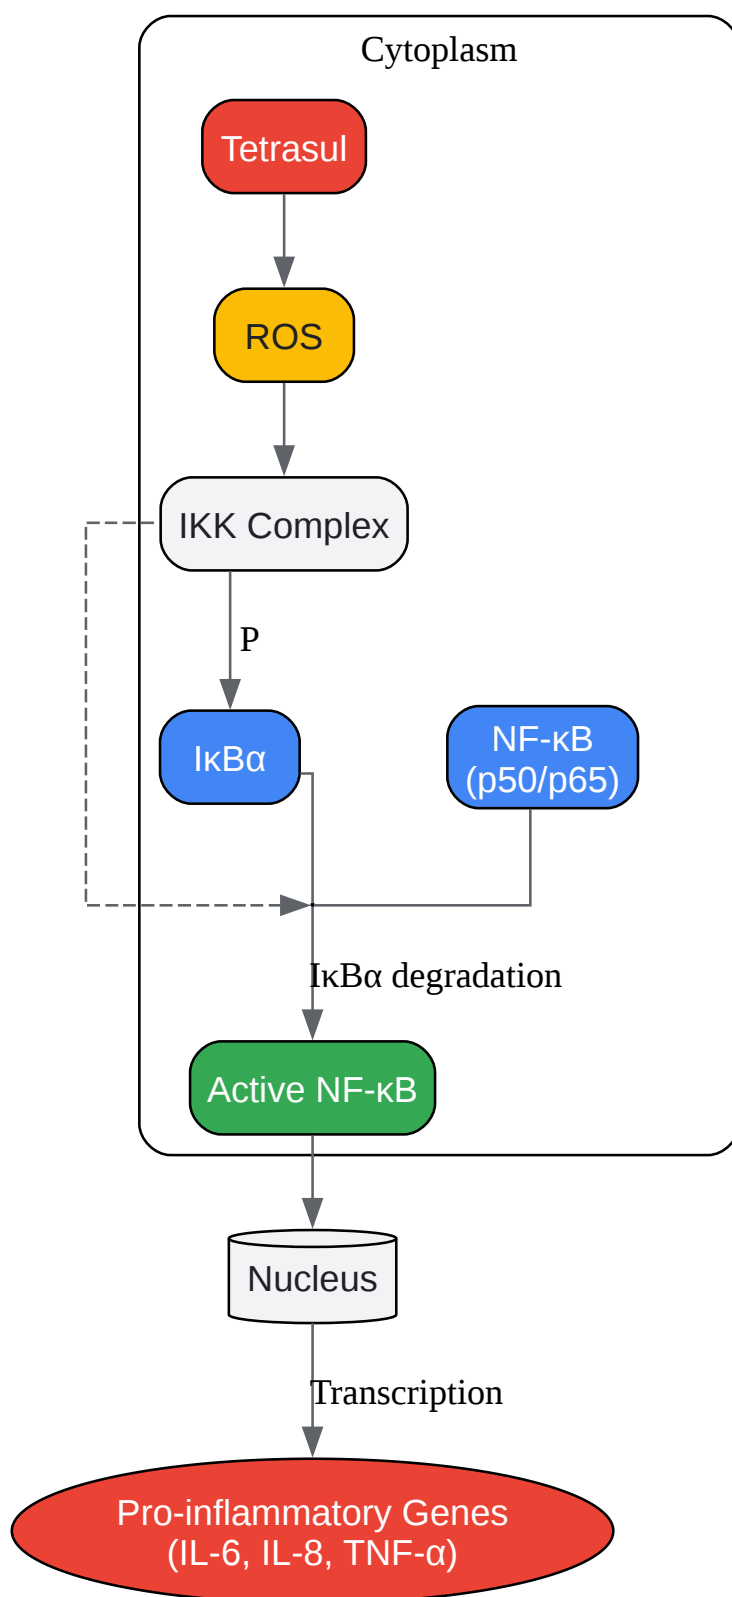 Cytoplasm
Tetrasul
ROS
IKK Complex
P
IκBα
NF-κB
(p50/p65)
IκBα degradation
Active NF-κB
Nucleus
Transcription
Pro-inflammatory Genes
(IL-6, IL-8, TNF-α)